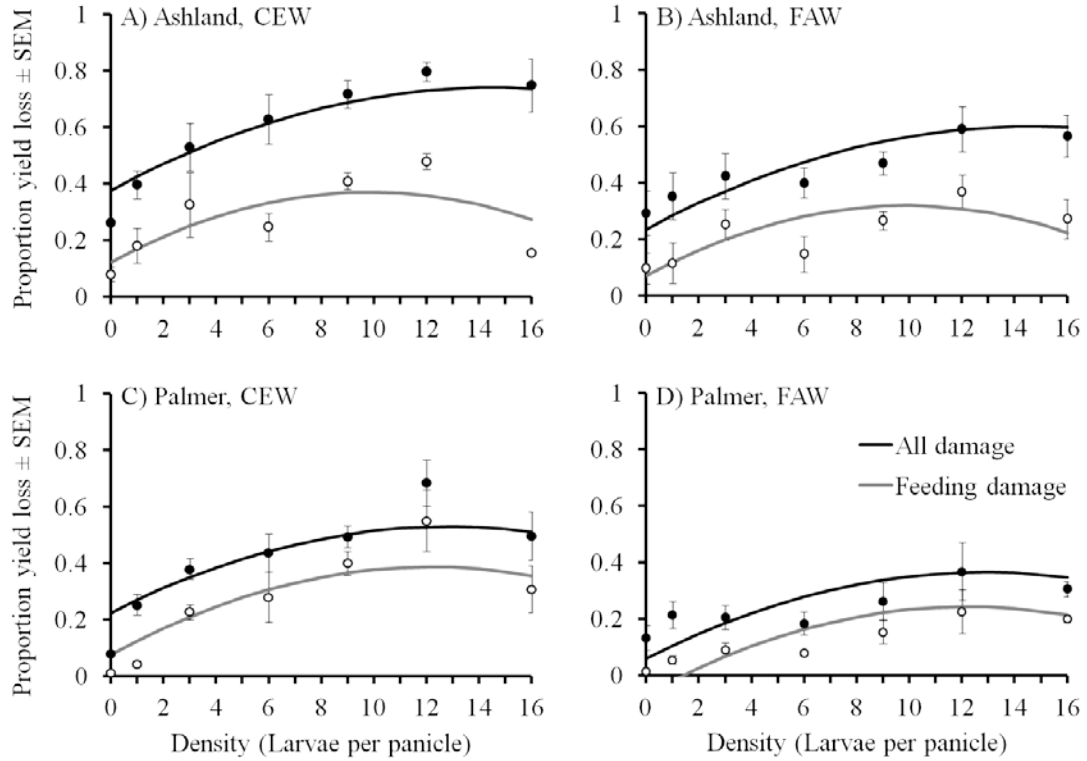 A) Ashland, CEW
Proportion yield loss ± SEM
1
0.8
0.6
0.4
0.2
0
0 2 4 6 8 10 12 14 16
B) Ashland, FAW
1
0.8
0.6
0.4
0.2
0
0 2 4 6 8 10 12 14 16
C) Palmer, CEW
Proportion yield loss ± SEM
1
0.8
0.6
0.4
0.2
0
0 2 4 6 8 10 12 14 16
Density (Larvae per panicle)
D) Palmer, FAW
All damage
Feeding damage
1
0.8
0.6
0.4
0.2
0
0 2 4 6 8 10 12 14 16
Density (Larvae per panicle)